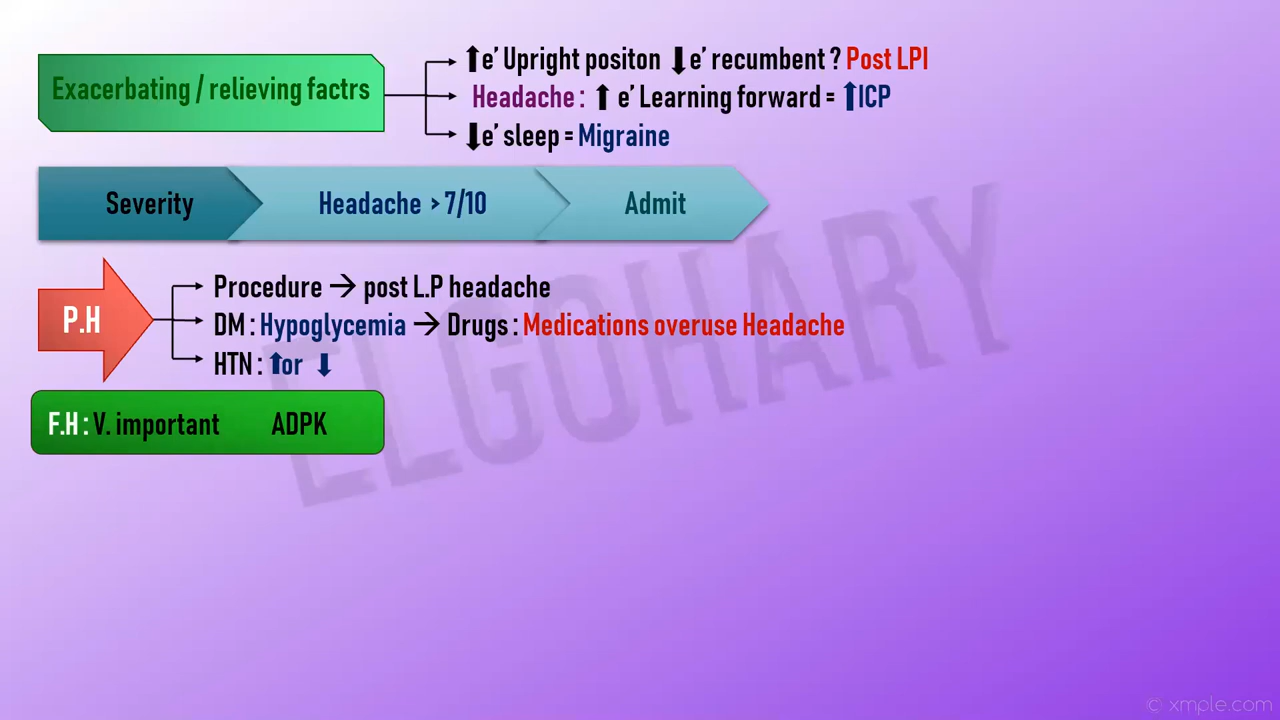 Exacerbating / relieving factrs
⬆e’ Upright positon ⬇e’ recumbent ? Post LPI
Headache : ⬆ e’ Learning forward = ⬆ICP
⬇e’ sleep = Migraine
Severity Headache > 7/10 Admit
P.H
Procedure → post L.P headache
DM : Hypoglycemia → Drugs : Medications overuse Headache
HTN : ⬆or ⬇
F.H : V. important ADPK
ELGOHARY
© xmple.com